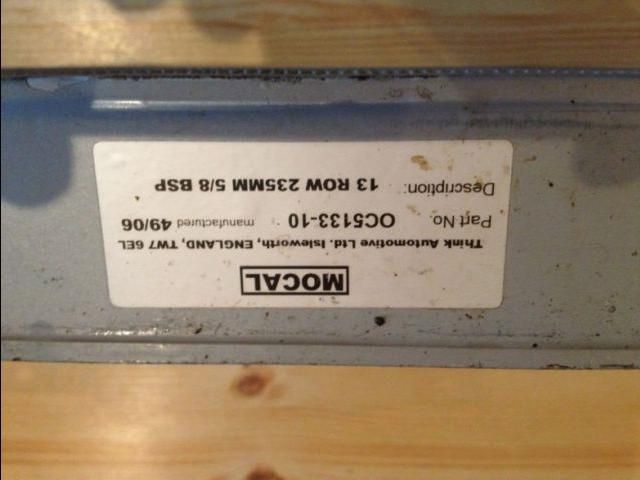 MOCAL
Think Automotive Ltd. Isleworth, ENGLAND, TW7 6EL
Part No OC5133-10 manufactured 49/06
Description: 13 ROW 235MM 5/8 BSP